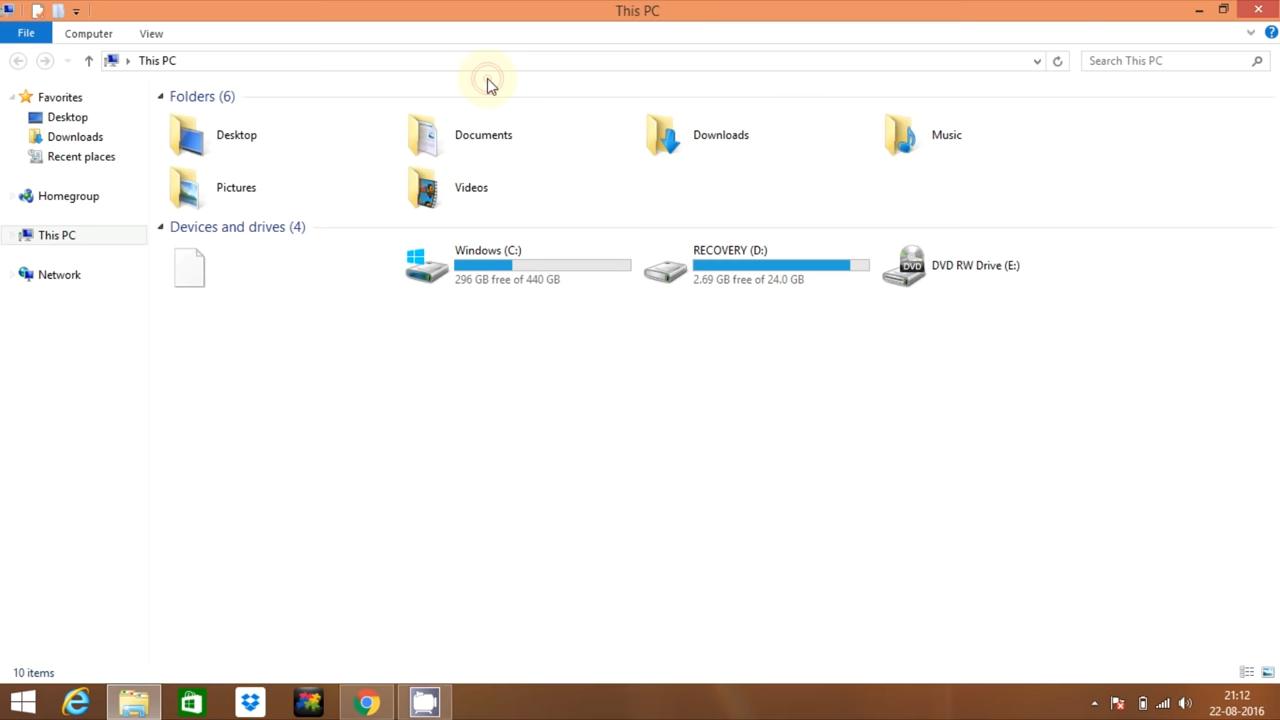 This PC
File
Computer
View
This PC
Search This PC
Favorites
Desktop
Downloads
Recent places
Homegroup
This PC
Network
Folders (6)
Desktop
Documents
Downloads
Music
Pictures
Videos
Devices and drives (4)
Windows (C:)
296 GB free of 440 GB
RECOVERY (D:)
2.69 GB free of 24.0 GB
DVD
DVD RW Drive (E:)
10 items
21:12
22-08-2016